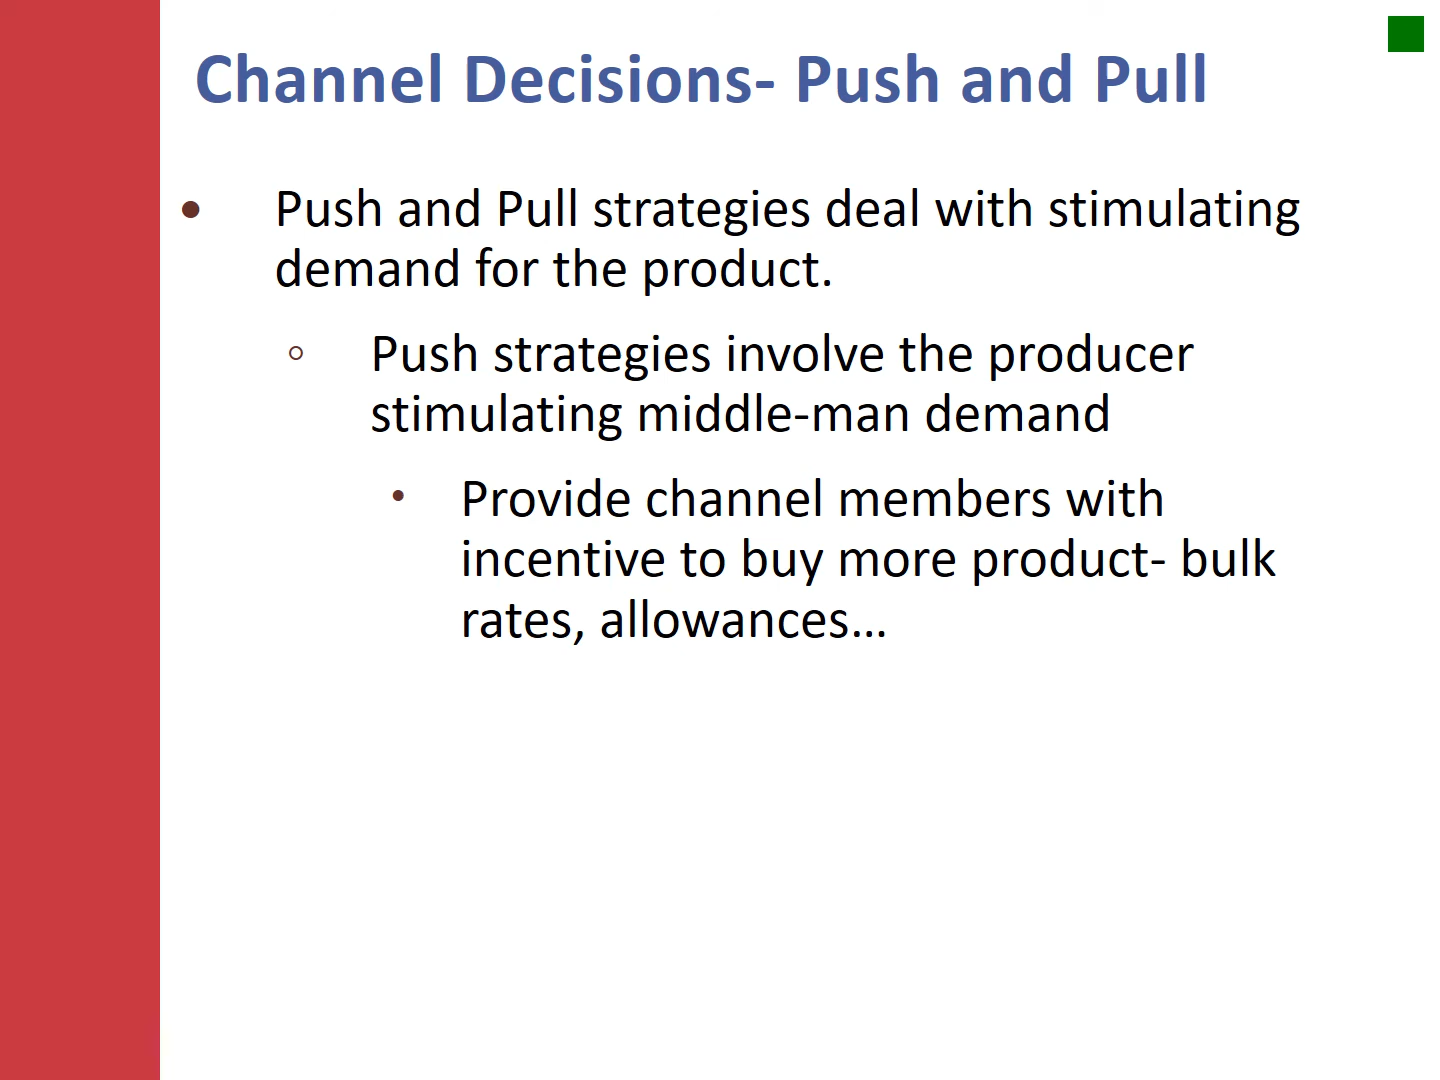 Channel Decisions- Push and Pull
• Push and Pull strategies deal with stimulating
demand for the product.
◦ Push strategies involve the producer
stimulating middle-man demand
• Provide channel members with
incentive to buy more product- bulk
rates, allowances…